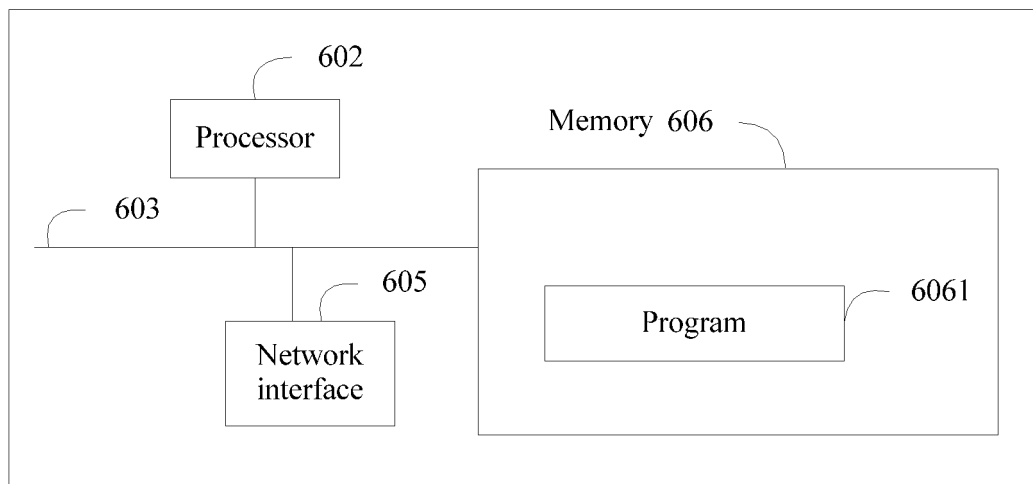 602
Processor
Memory 606
603
605
6061
Program
Network
interface